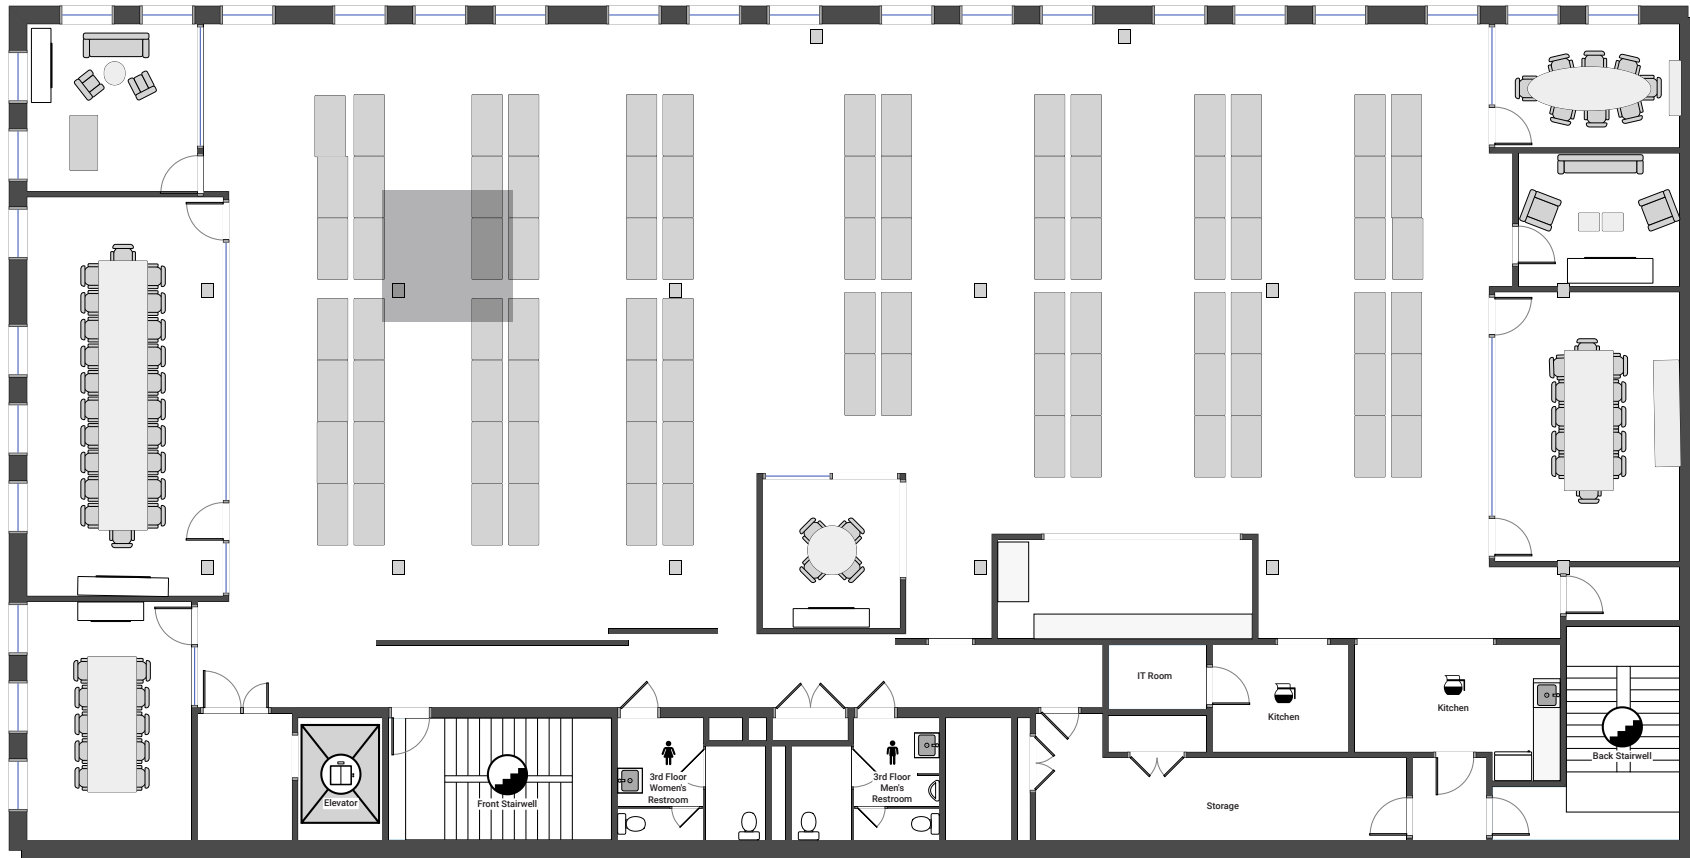 IT Room
Kitchen
Kitchen
Back Stairwell
3rd Floor
Women's
Restroom
3rd Floor
Men's
Restroom
Elevator
Front Stairwell
Storage